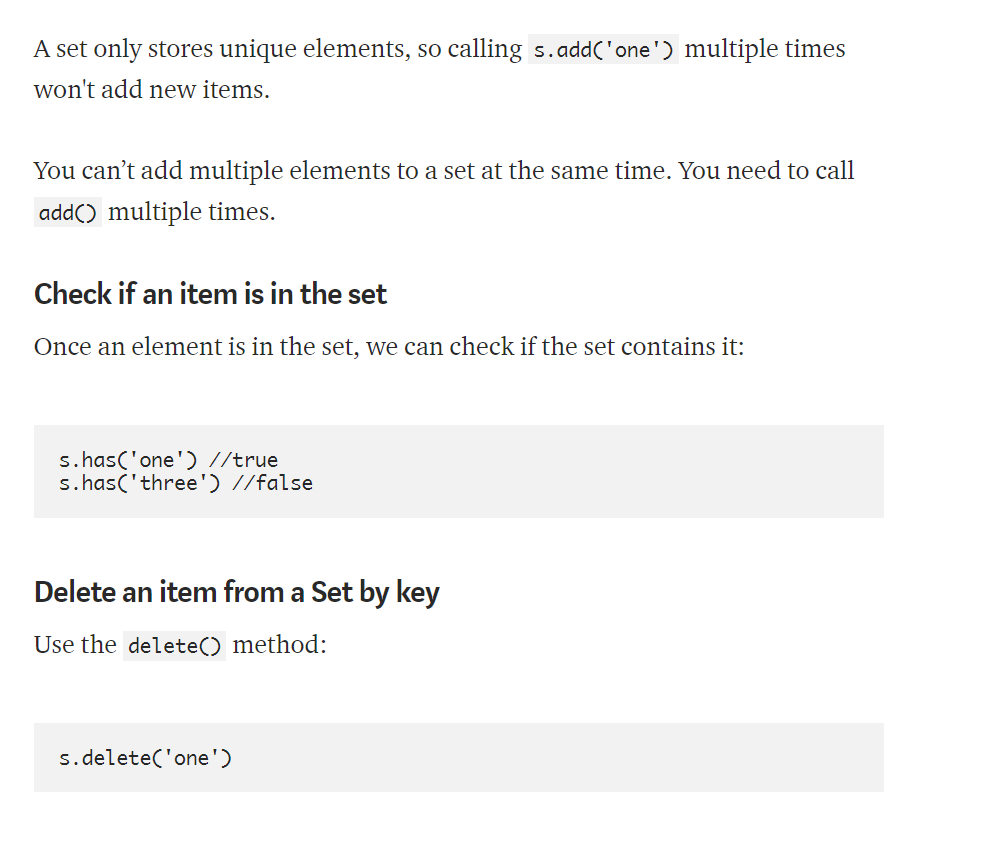 A set only stores unique elements, so calling s.add('one') multiple times
won't add new items.
You can’t add multiple elements to a set at the same time. You need to call
add() multiple times.
Check if an item is in the set
Once an element is in the set, we can check if the set contains it:
s.has('one') //true
s.has('three') //false
Delete an item from a Set by key
Use the delete() method:
s.delete('one')